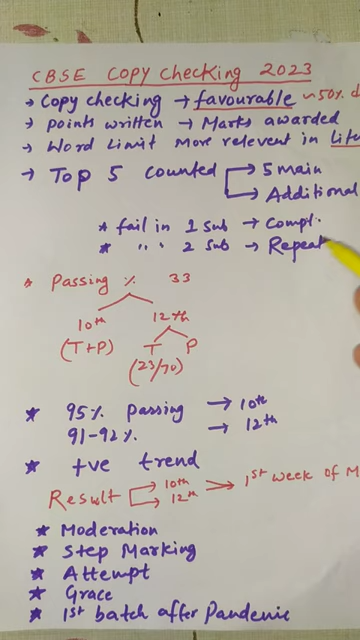 CBSE Copy Checking 2023
→ Copy checking → favourable ~50%
→ points written → Marks awarded
→ Word Limit More relevent in
→ Top 5 counted → 5 main
→ Additional
* fail in 1 Sub → Compt.
* " " 2 Sub → Repeat
* Passing % 33
10th 12th
(T+P) T P
(23/70)
* 95% passing → 10th
91-92% → 12th
* +ve trend
Result → 10th → 12th → 1st week of M
* Moderation
* Step Marking
* Attempt
* Grace
* 1st batch after Pandemic